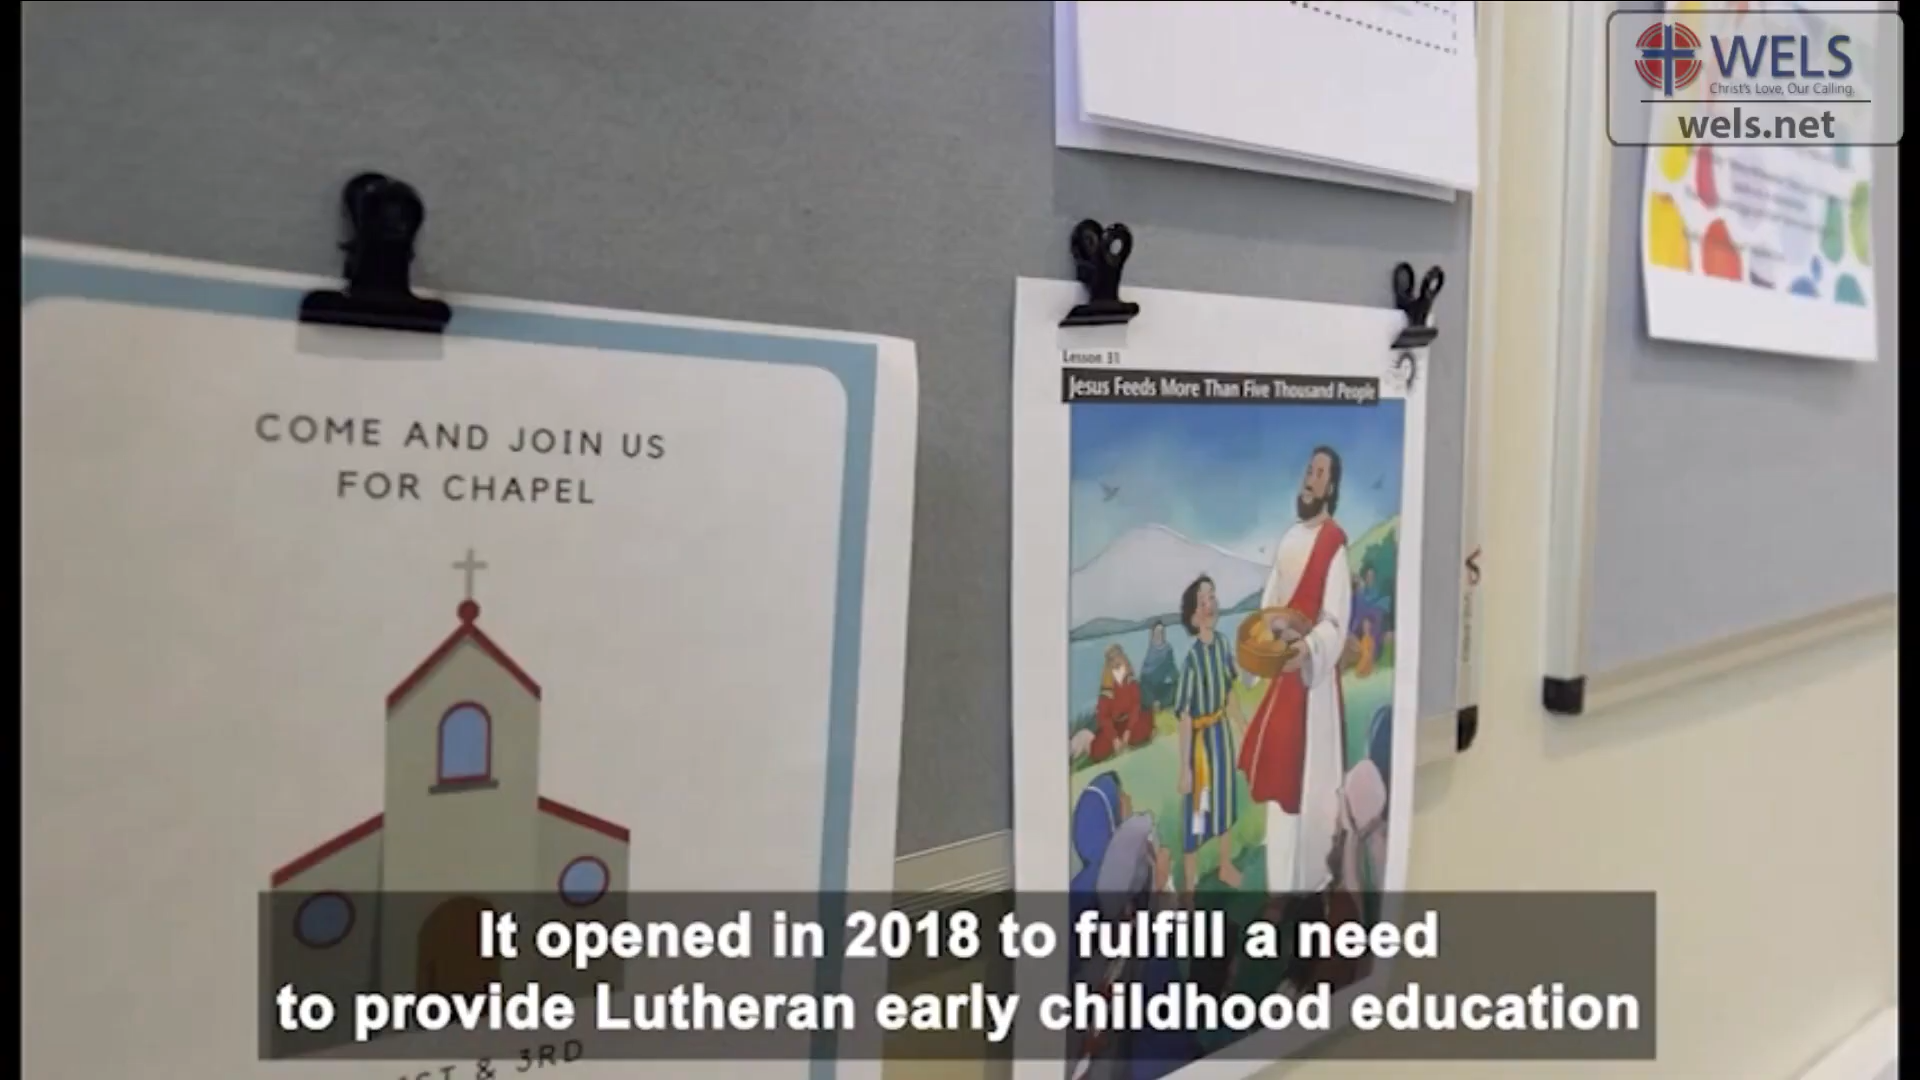 WELS
Christ's Love, Our Calling.
wels.net
COME AND JOIN US
FOR CHAPEL
Lesson 31
Jesus Feeds More Than Five Thousand People
It opened in 2018 to fulfill a need
to provide Lutheran early childhood education
& 3RD